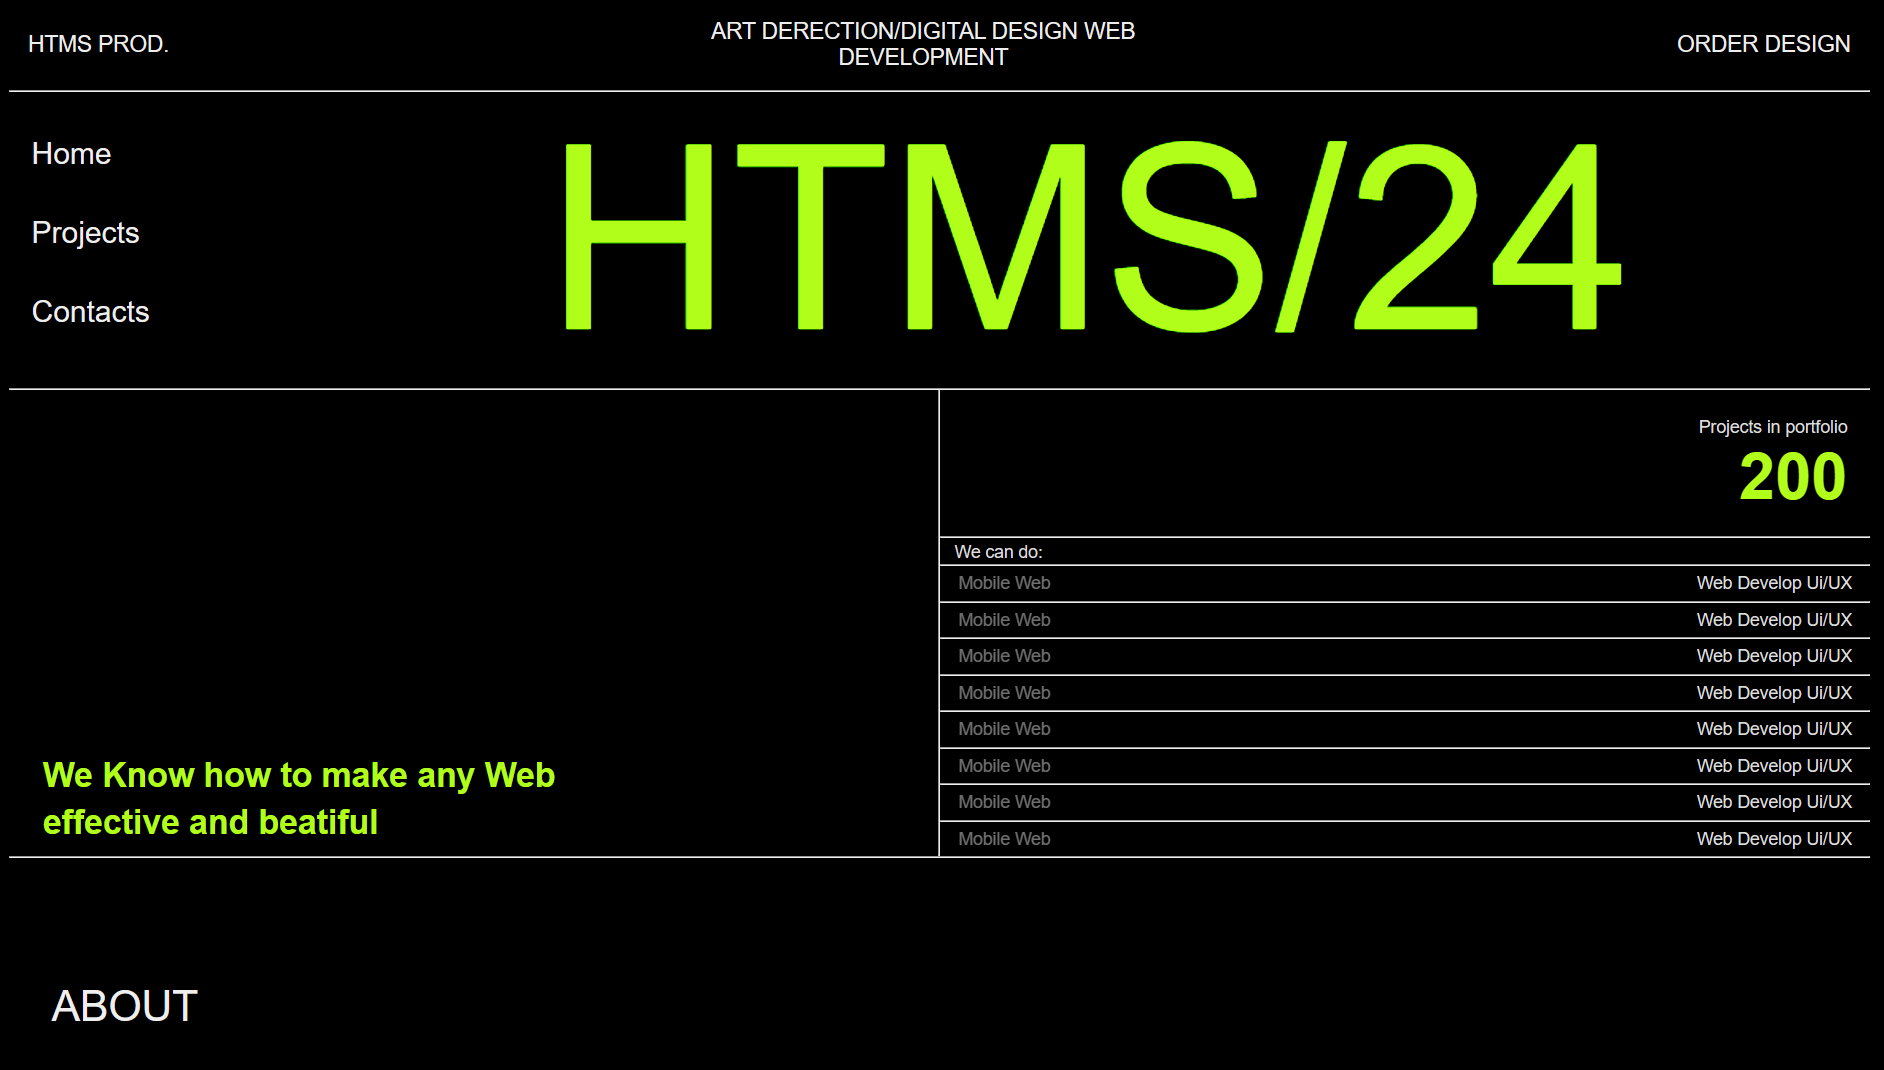 HTMS PROD.
ART DERECTION/DIGITAL DESIGN WEB
DEVELOPMENT
ORDER DESIGN
Home
Projects
Contacts
HTMS/24
Projects in portfolio
200
We can do:
Mobile Web Web Develop Ui/UX
Mobile Web Web Develop Ui/UX
Mobile Web Web Develop Ui/UX
Mobile Web Web Develop Ui/UX
Mobile Web Web Develop Ui/UX
Mobile Web Web Develop Ui/UX
Mobile Web Web Develop Ui/UX
Mobile Web Web Develop Ui/UX
We Know how to make any Web
effective and beatiful
ABOUT